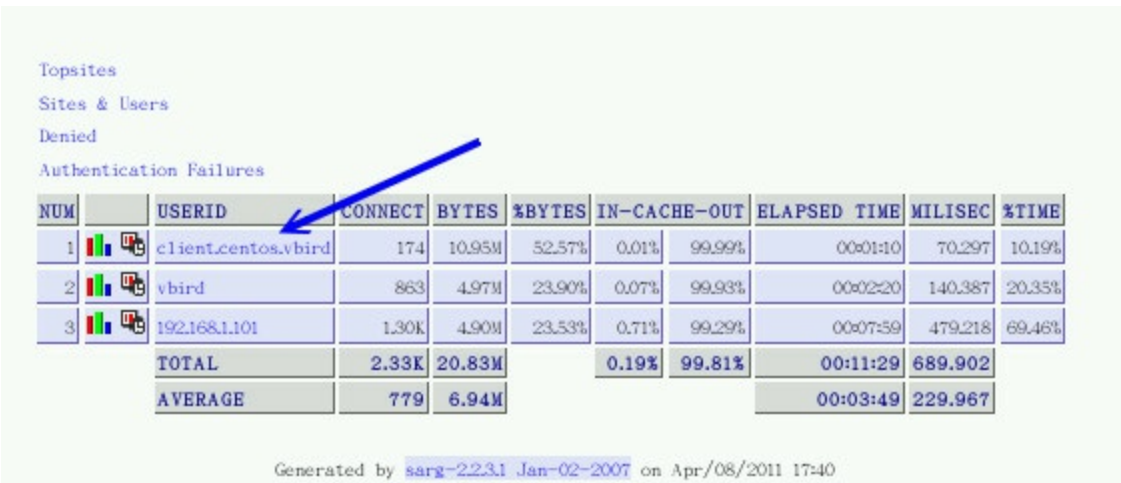 Topsites
Sites & Users
Denied
Authentication Failures
NUM USERID CONNECT BYTES %BYTES IN-CACHE-OUT ELAPSED TIME MILISEC %TIME
1 client.centos.vbird 174 10.95M 52.57% 0.01% 99.99% 00:01:10 70.297 10.19%
2 vbird 863 4.97M 23.90% 0.07% 99.93% 00:02:20 140.387 20.35%
3 192.168.1.101 1.30K 4.90M 23.53% 0.71% 99.29% 00:07:59 479.218 69.46%
TOTAL 2.33K 20.83M 0.19% 99.81% 00:11:29 689.902
AVERAGE 779 6.94M 00:03:49 229.967
Generated by sarg-2.2.3.1 Jan-02-2007 on Apr/08/2011 17:40